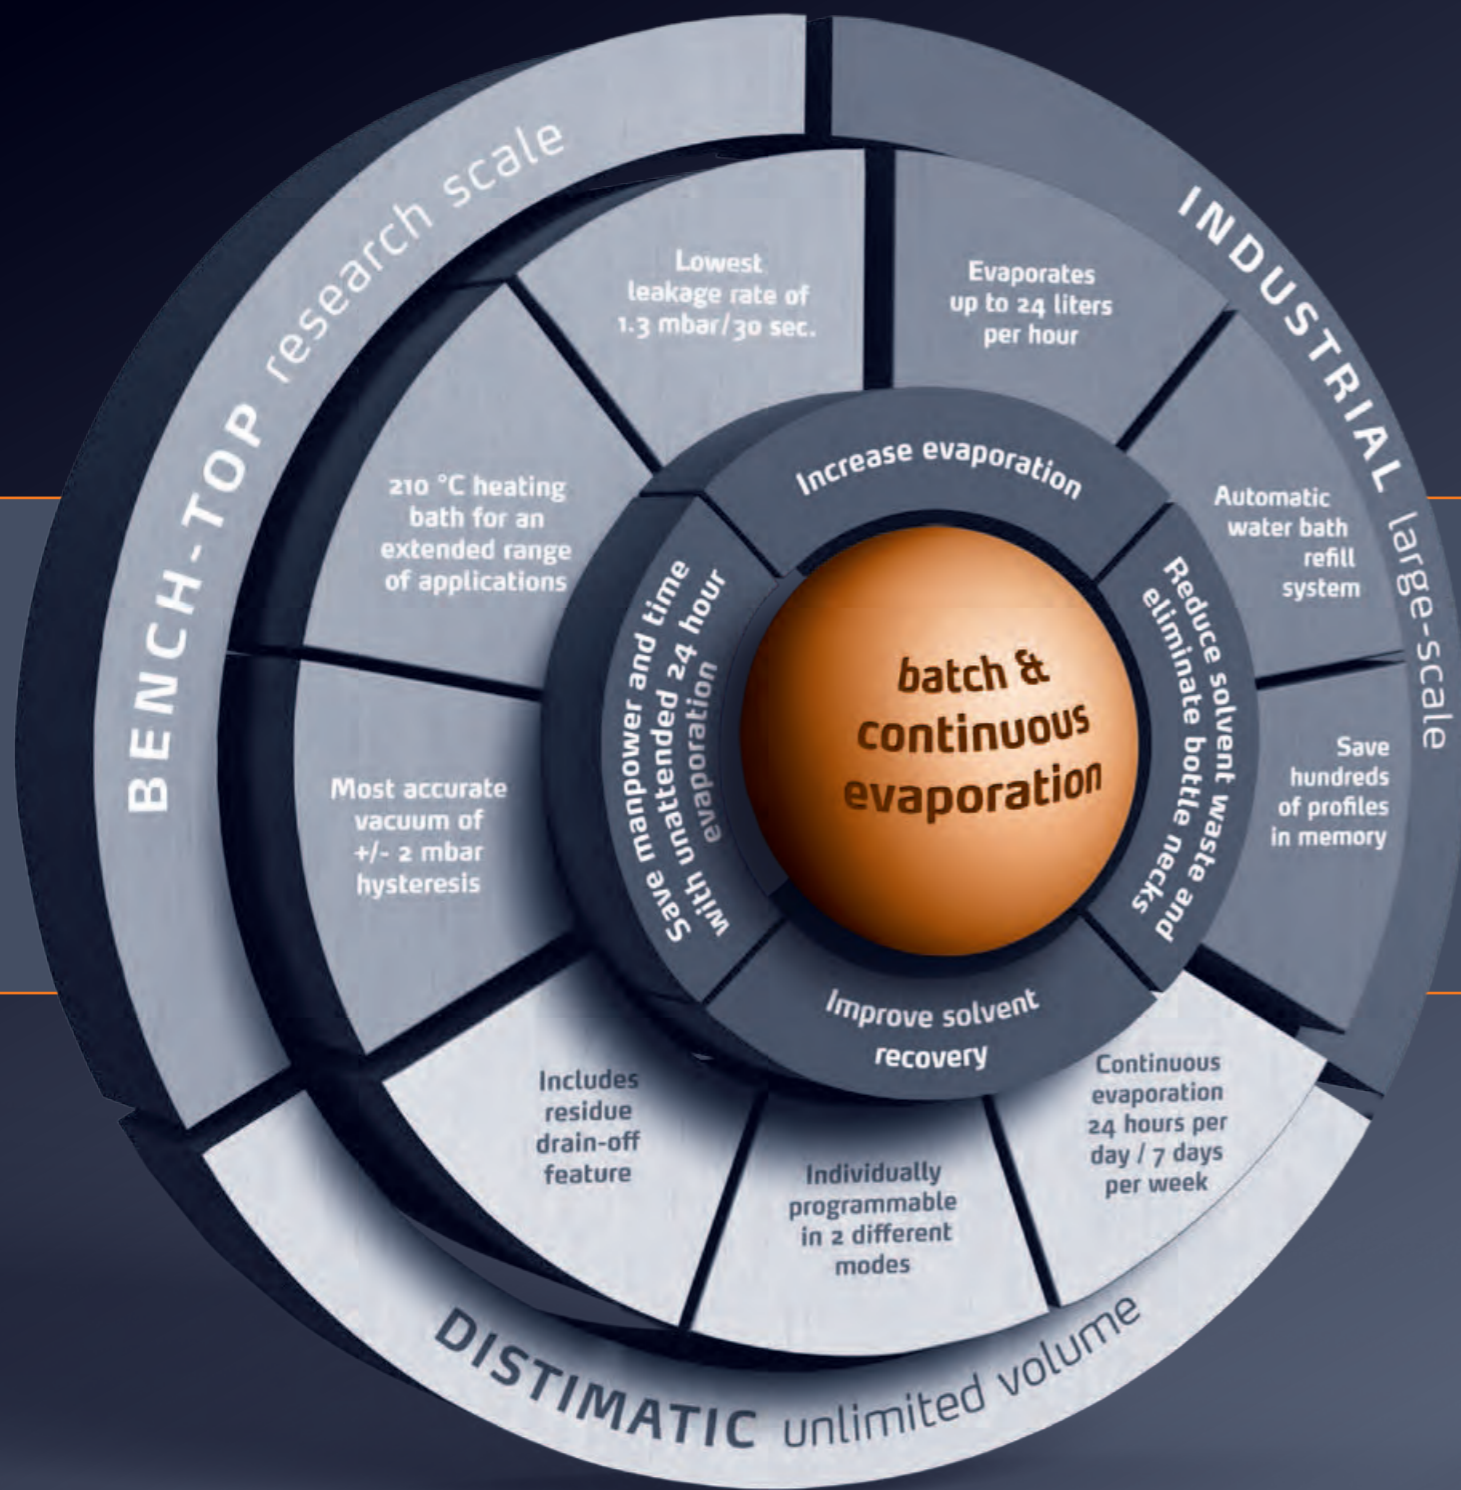 BENCH-TOP research scale
INDUSTRIAL large-scale
DISTIMATIC unlimited volume
Lowest
leakage rate of
1.3 mbar/30 sec.
210 °C heating
bath for an
extended range
of applications
Most accurate
vacuum of
+/- 2 mbar
hysteresis
Evaporates
up to 24 liters
per hour
Automatic
water bath
refill
system
Save
hundreds
of profiles
in memory
Includes
residue
drain-off
feature
Individually
programmable
in 2 different
modes
Continuous
evaporation
24 hours per
day / 7 days
per week
Increase evaporation
Reduce solvent waste and
eliminate bottle necks
Improve solvent
recovery
Save manpower and time
with unattended 24 hour
evaporation
batch &
continuous
evaporation